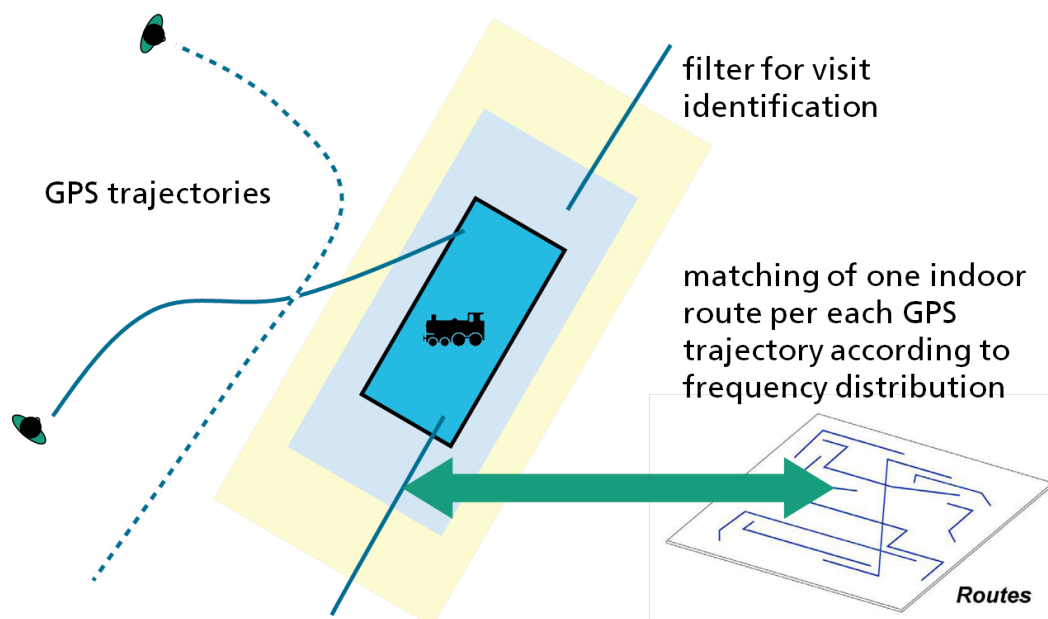 filter for visit
identification
GPS trajectories
matching of one indoor
route per each GPS
trajectory according to
frequency distribution
Routes